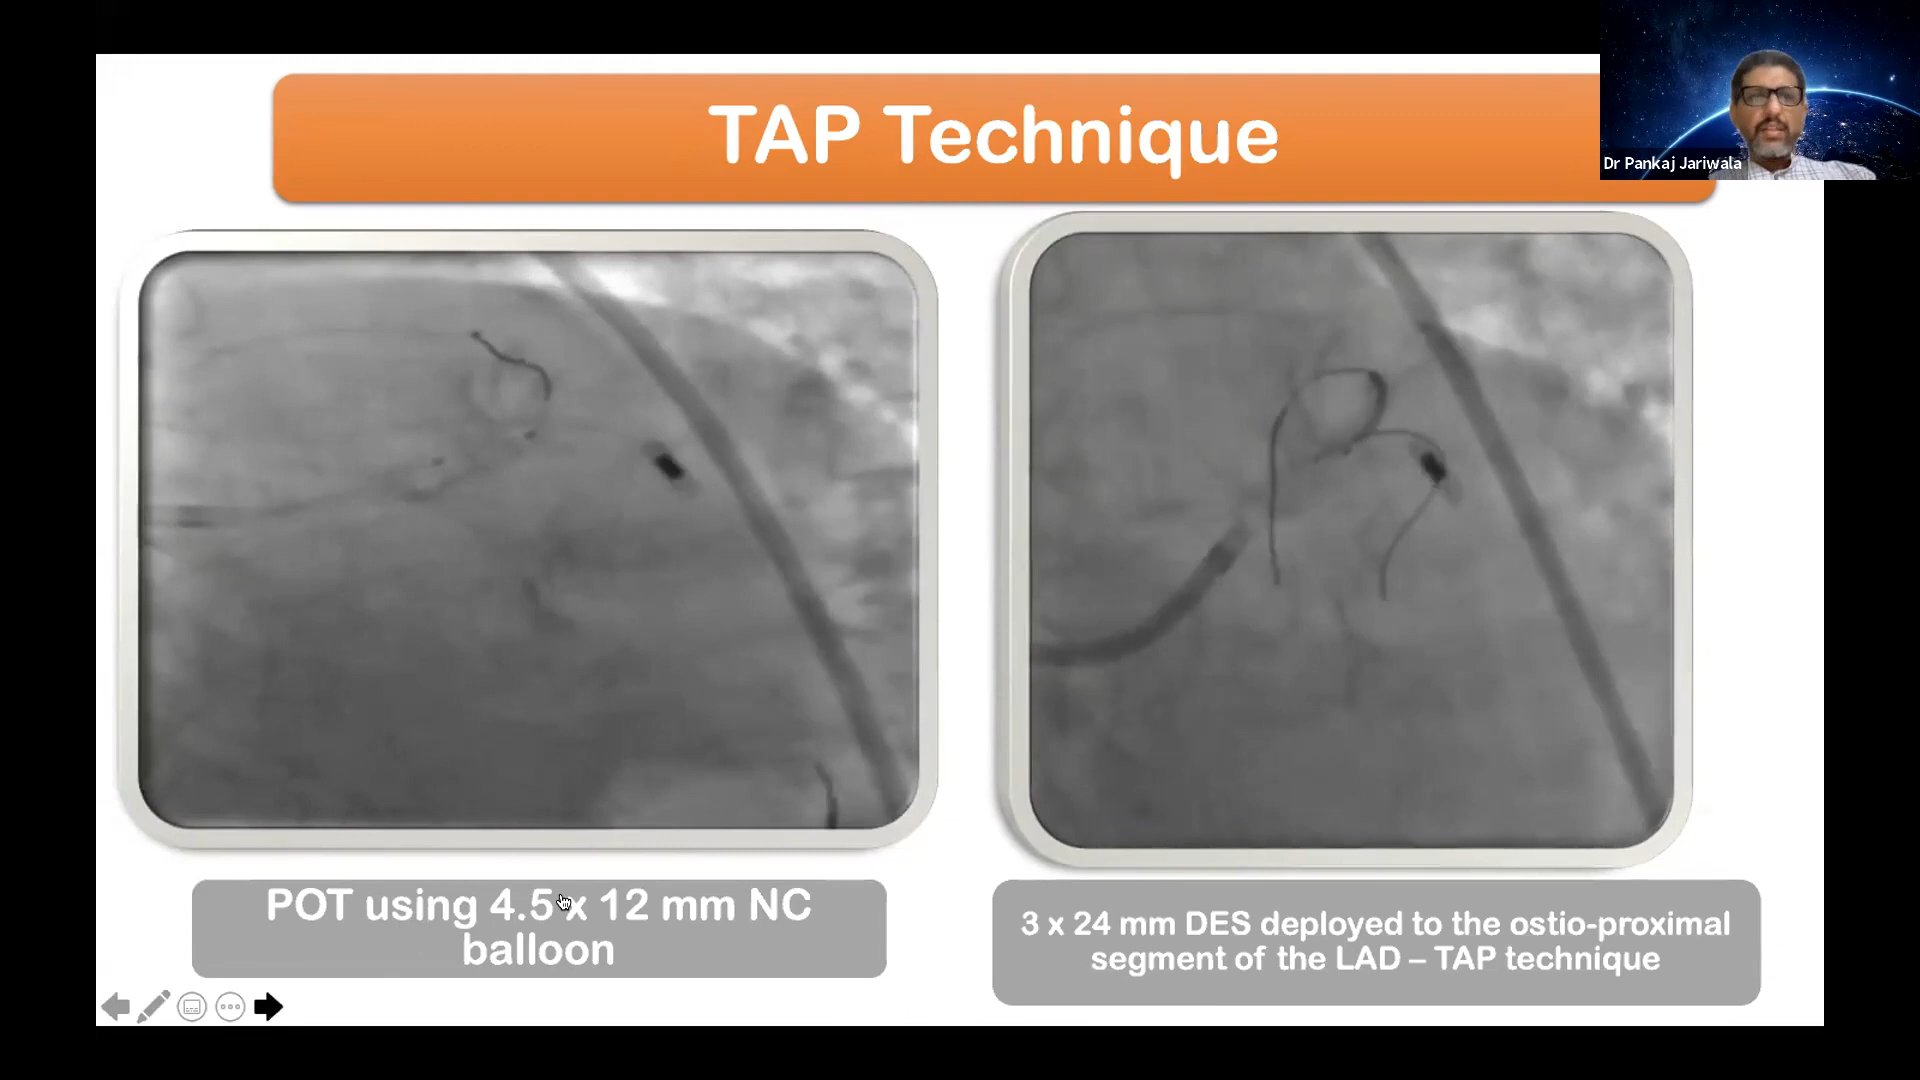 TAP Technique
Dr Pankaj Jariwala
POT using 4.5 x 12 mm NC
balloon
3 x 24 mm DES deployed to the ostio-proximal
segment of the LAD – TAP technique